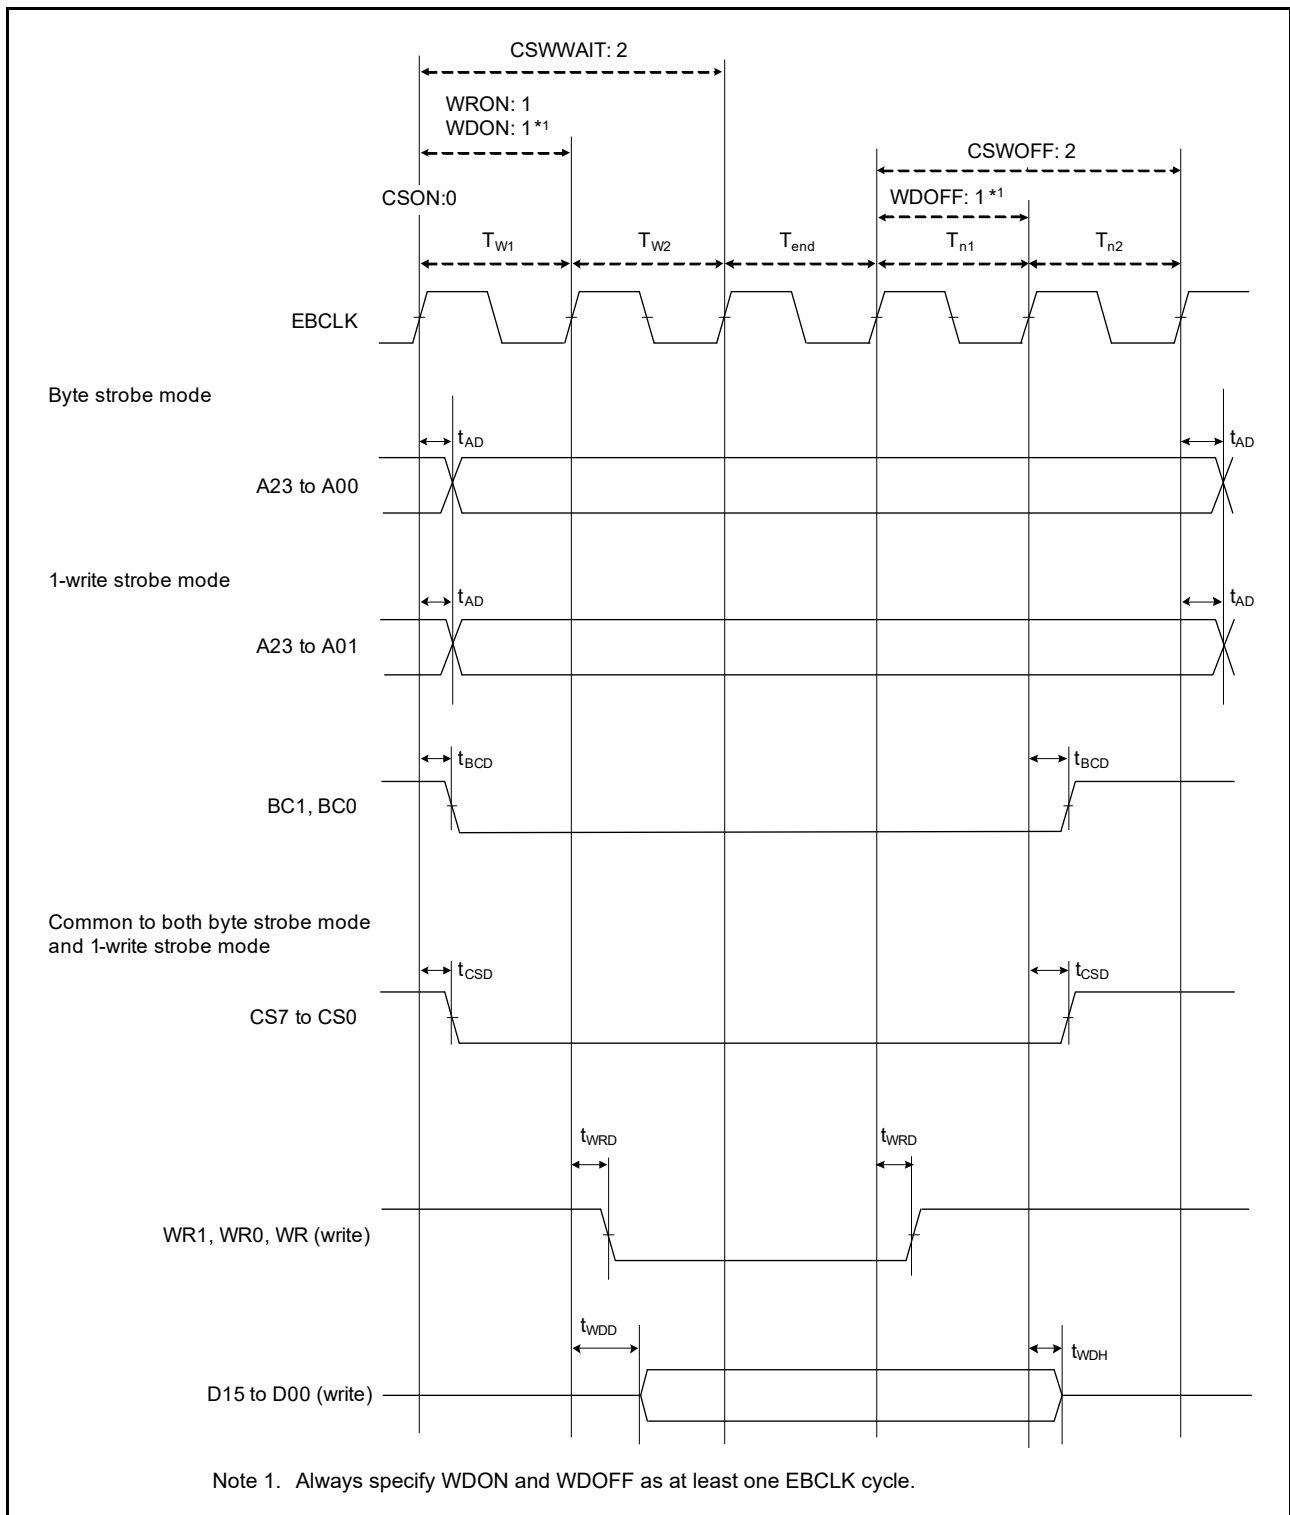 CSWWAIT: 2
WRON: 1
WDON: 1*1
CSWOFF: 2
CSON:0
WDOFF: 1*1
TW1 TW2 Tend Tn1 Tn2
EBCLK
Byte strobe mode
tAD tAD
A23 to A00
1-write strobe mode
tAD tAD
A23 to A01
tBCD tBCD
BC1, BC0
Common to both byte strobe mode
and 1-write strobe mode
tCSD tCSD
CS7 to CS0
tWRD tWRD
WR1, WR0, WR (write)
tWDD tWDH
D15 to D00 (write)
Note 1. Always specify WDON and WDOFF as at least one EBCLK cycle.